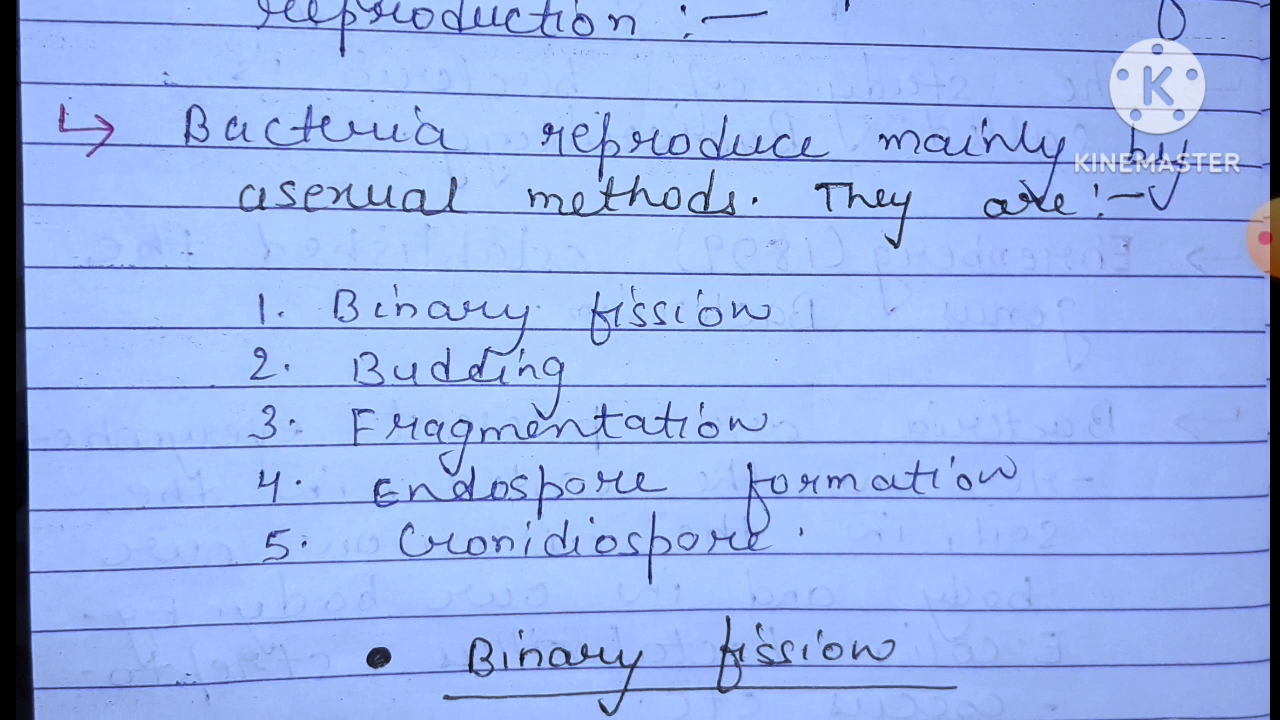 reproduction :—
↳ Bacteria reproduce mainly by
asexual methods. They are :-
1. Binary fission
2. Budding
3. Fragmentation
4. Endospore formation
5. Cronidiospore.
• Binary fission
K
KINEMASTER